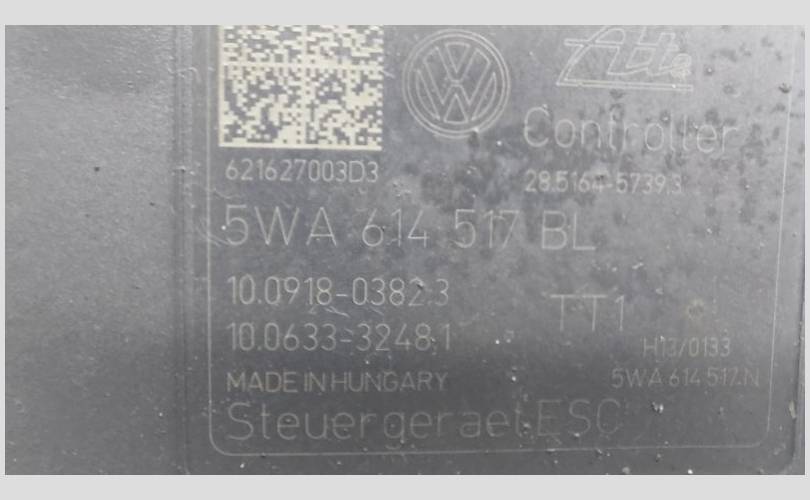 Ate
Controller
621627003D3
28.5164-5739.3
5WA 614 517 BL
10.0918-0382.3
TT1
10.0633-3248.1
H13/0133
MADE IN HUNGARY
5WA 614 517.N
Steuergeraet ESC